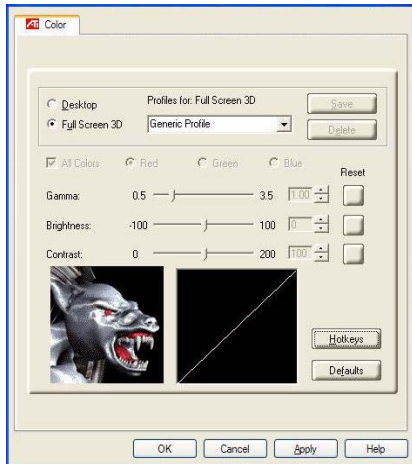 ATI Color
Desktop Profiles for: Full Screen 3D Save
Full Screen 3D Generic Profile Delete
All Colors Red Green Blue
Reset
Gamma: 0.5 3.5 1.00
Brightness: -100 100 0
Contrast: 0 200 100
Hotkeys
Defaults
OK Cancel Apply Help